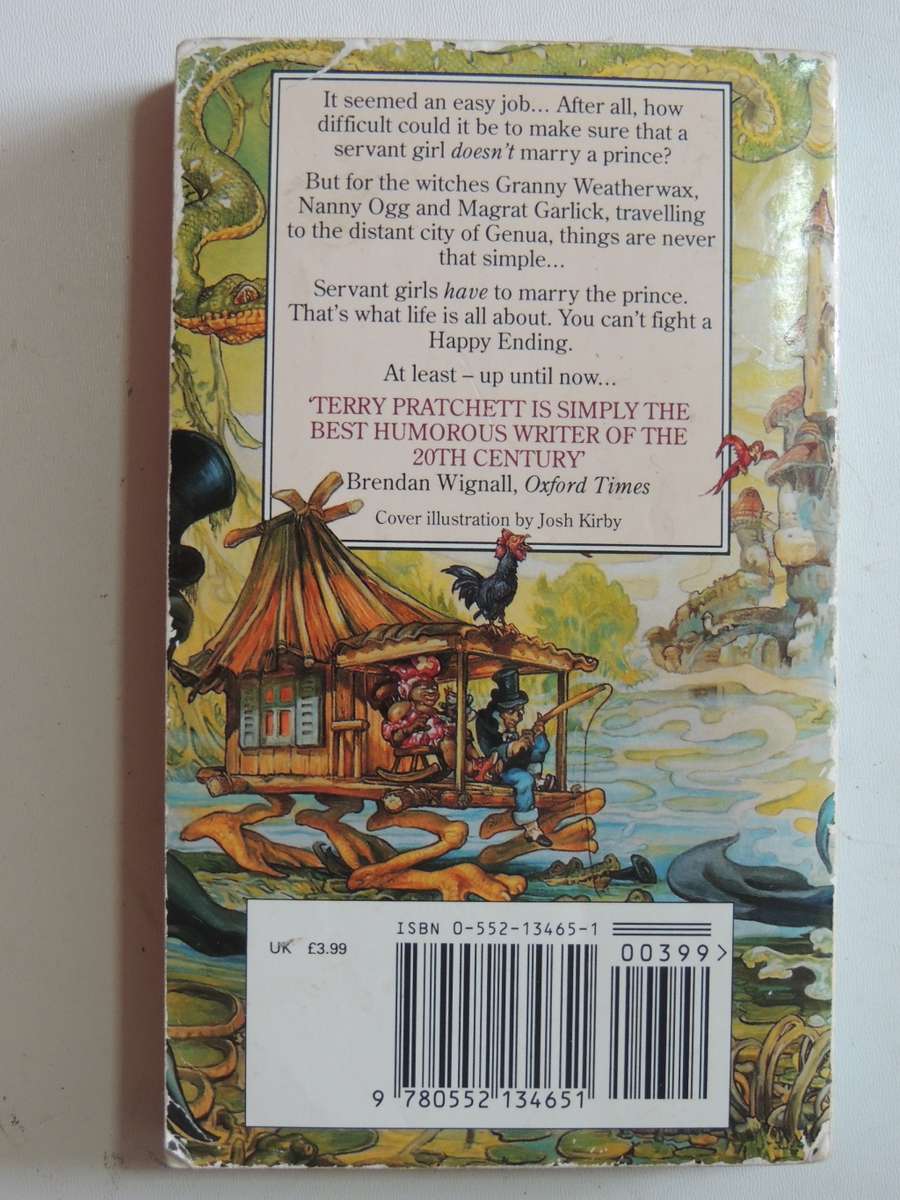 It seemed an easy job... After all, how
difficult could it be to make sure that a
servant girl doesn't marry a prince?
But for the witches Granny Weatherwax,
Nanny Ogg and Magrat Garlick, travelling
to the distant city of Genua, things are never
that simple...
Servant girls have to marry the prince.
That's what life is all about. You can't fight a
Happy Ending.
At least – up until now...
'TERRY PRATCHETT IS SIMPLY THE
BEST HUMOROUS WRITER OF THE
20TH CENTURY'
Brendan Wignall, Oxford Times
Cover illustration by Josh Kirby
ISBN 0-552-13465-1
UK £3.99
00399>
9 780552 134651